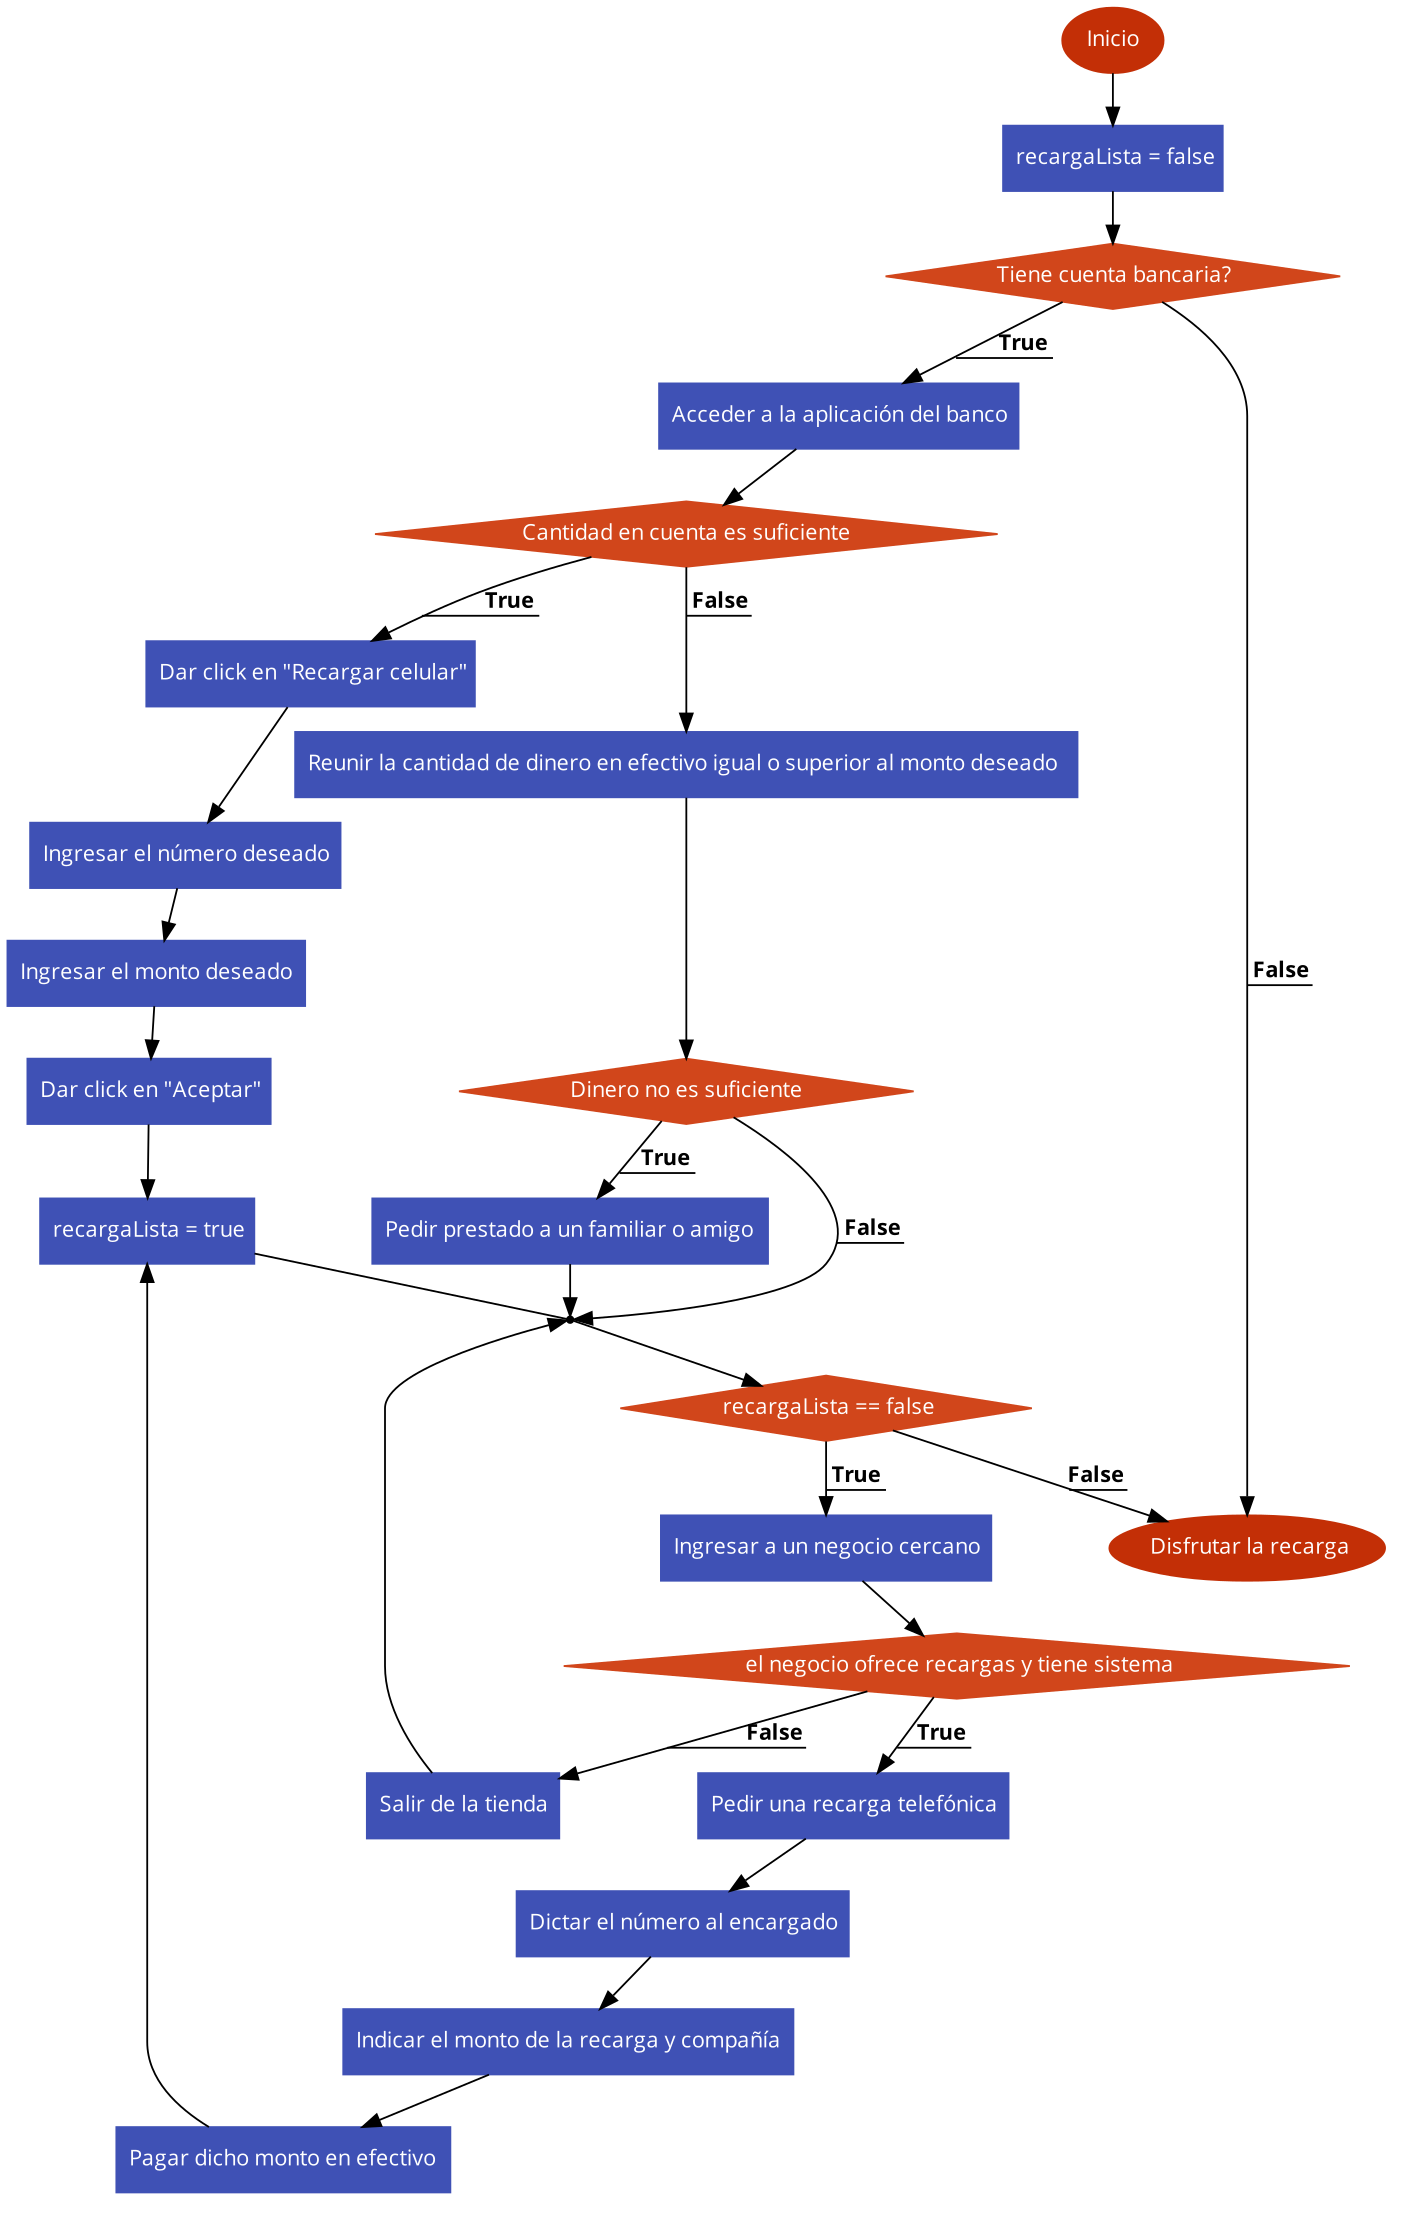 Inicio
recargaLista = false
Tiene cuenta bancaria?
True
Acceder a la aplicación del banco
Cantidad en cuenta es suficiente
True
False
Dar click en "Recargar celular"
Reunir la cantidad de dinero en efectivo igual o superior al monto deseado
Ingresar el número deseado
Ingresar el monto deseado
False
Dar click en "Aceptar"
Dinero no es suficiente
True
recargaLista = true
Pedir prestado a un familiar o amigo
False
recargaLista == false
True
False
Ingresar a un negocio cercano
Disfrutar la recarga
el negocio ofrece recargas y tiene sistema
False
True
Salir de la tienda
Pedir una recarga telefónica
Dictar el número al encargado
Indicar el monto de la recarga y compañía
Pagar dicho monto en efectivo